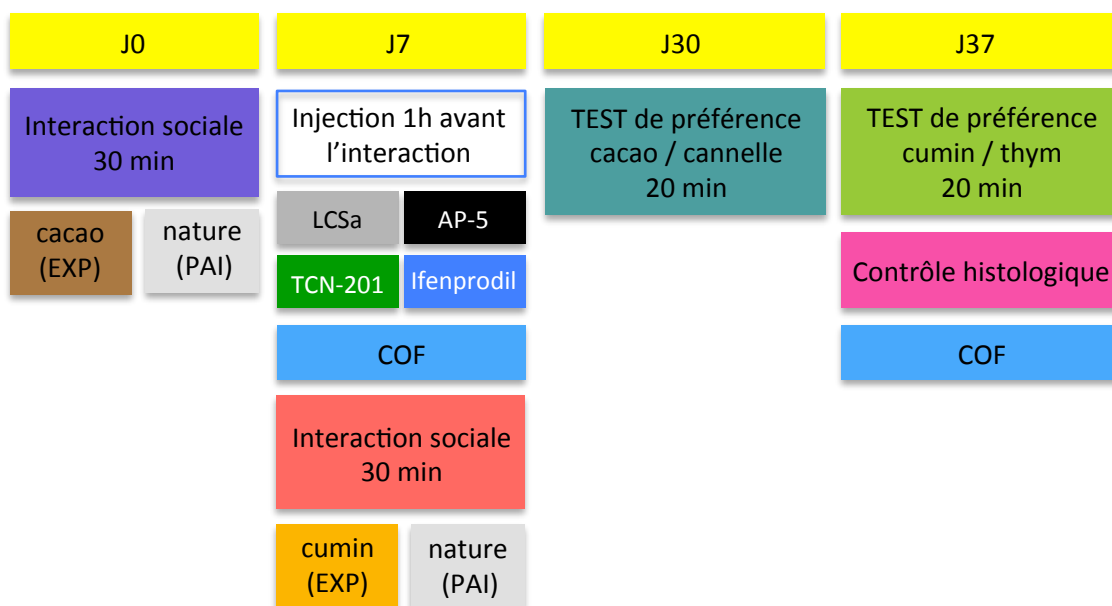 J0
Interaction sociale
30 min
cacao
(EXP)
nature
(PAI)
J7
Injection 1h avant
l'interaction
LCSa
AP-5
TCN-201
Ifenprodil
COF
Interaction sociale
30 min
cumin
(EXP)
nature
(PAI)
J30
TEST de préférence
cacao / cannelle
20 min
J37
TEST de préférence
cumin / thym
20 min
Contrôle histologique
COF